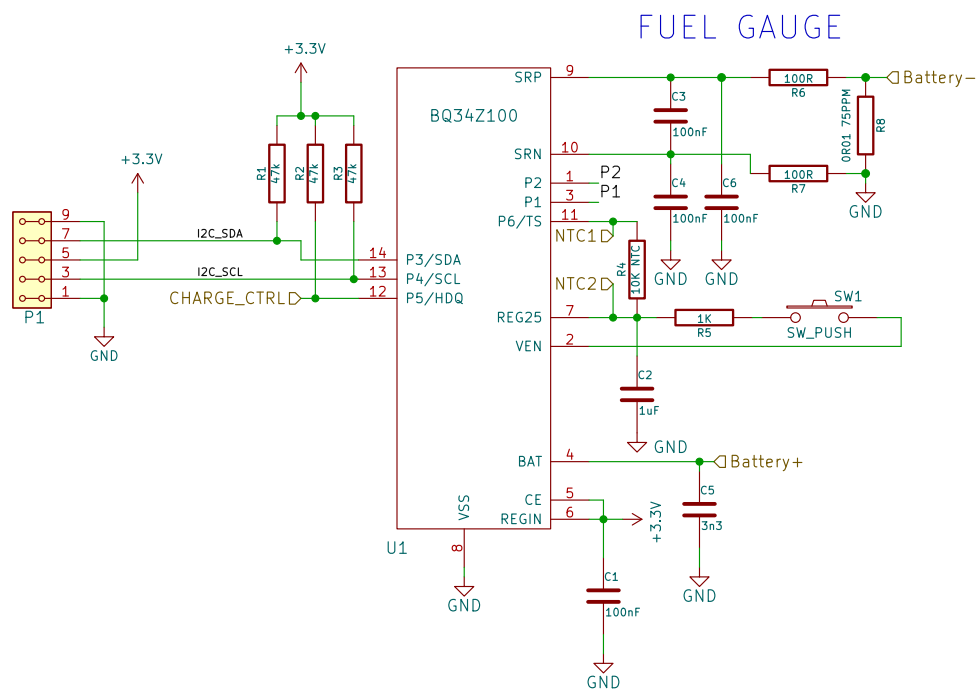 FUEL GAUGE
+3.3V
+3.3V
R1
47k
R2
47k
R3
47k
9
7
5
3
1
P1
I2C_SDA
I2C_SCL
CHARGE_CTRL
GND
14
13
12
BQ34Z100
P3/SDA
P4/SCL
P5/HDQ
SRP
SRN
P2
P1
P6/TS
REG25
VEN
BAT
CE
REGIN
VSS
U1
8
GND
9
10
1
3
11
7
2
4
5
6
P2
P1
NTC1
NTC2
R4
10K NTC
C3
100nF
C4
100nF
C6
100nF
GND
GND
100R
R6
100R
R7
0R01 75PPM
R8
Battery-
GND
1K
R5
SW1
SW_PUSH
C2
1uF
GND
Battery+
C5
3n3
GND
+3.3V
C1
100nF
GND